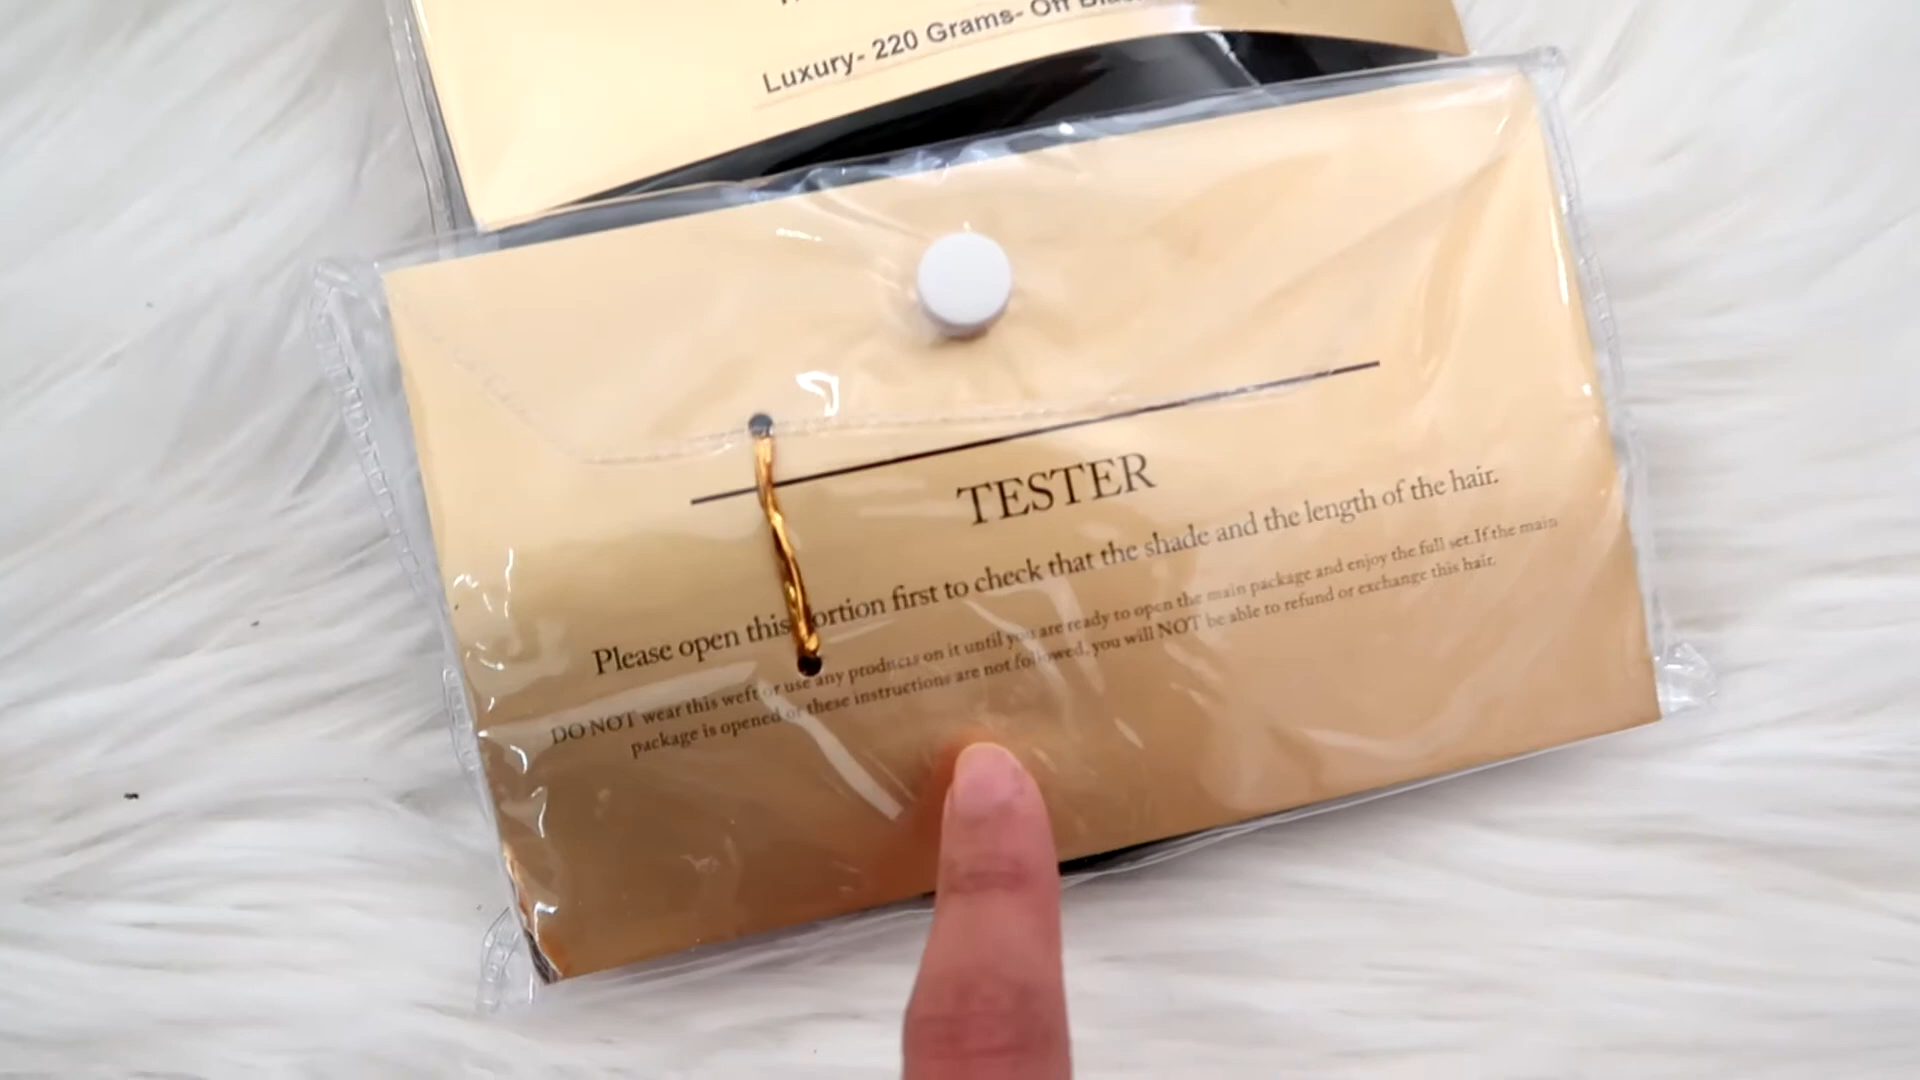 Luxury- 220 Grams- Off
TESTER
Please open this portion first to check that the shade and the length of the hair.
DO NOT wear this weft or use any products on it until you are ready to open the main package and enjoy the full set.If the main
package is opened or these instructions are not followed, you will NOT be able to refund or exchange this hair.